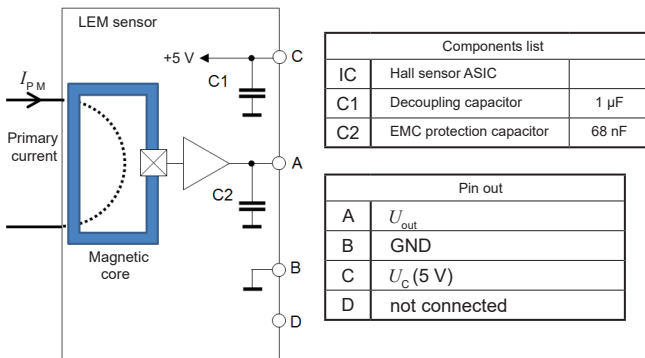 LEM sensor
+5 V
C
C1
I P M
Primary
current
A
C2
Magnetic
core
B
D
Components list
IC Hall sensor ASIC
C1 Decoupling capacitor 1 µF
C2 EMC protection capacitor 68 nF
Pin out
A U out
B GND
C U C (5 V)
D not connected